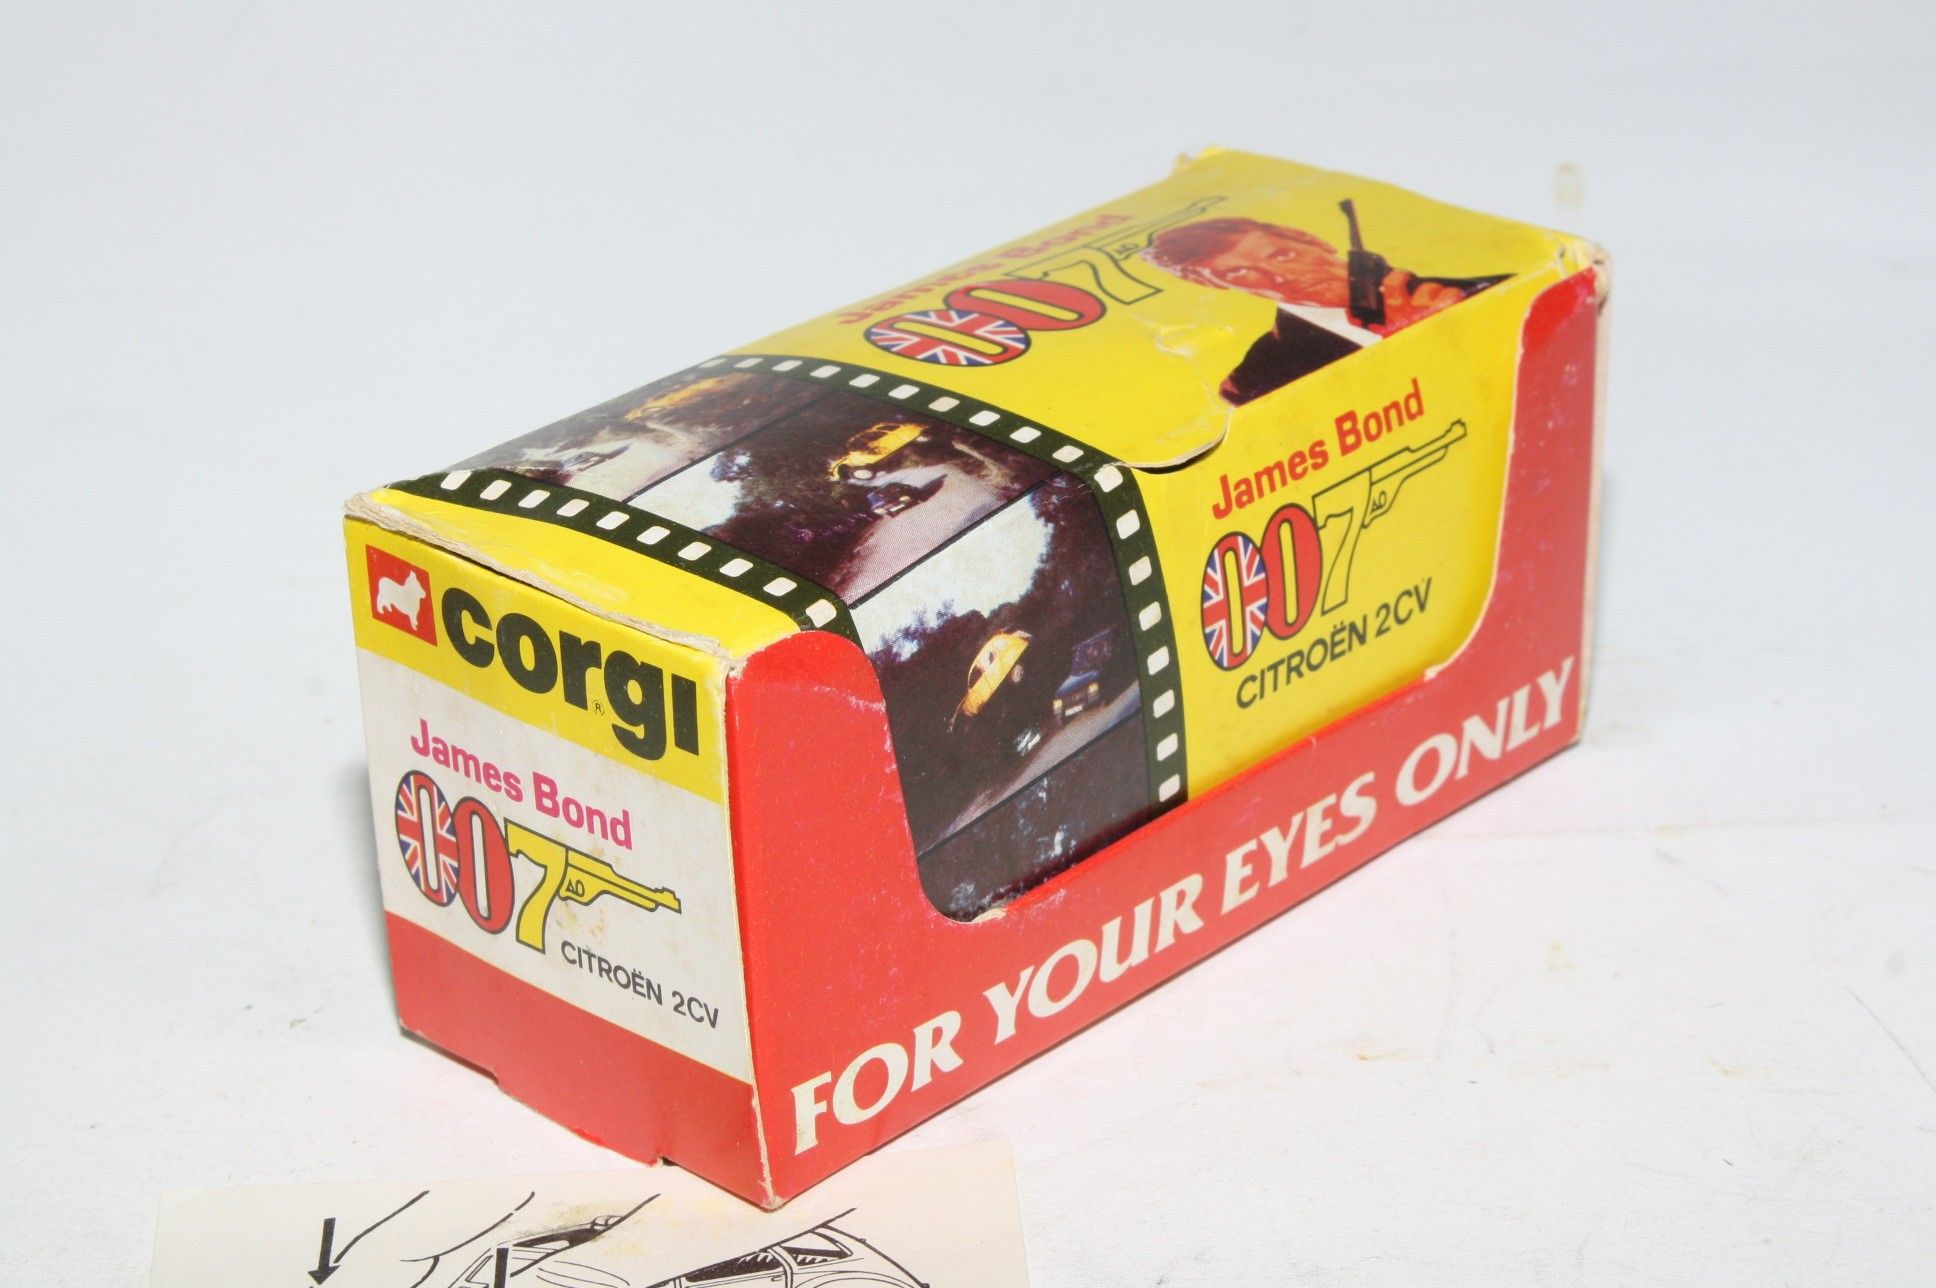 James Bond
007
James Bond
007
CITROËN 2CV
corgi
®
James Bond
007
CITROËN 2CV
FOR YOUR EYES ONLY